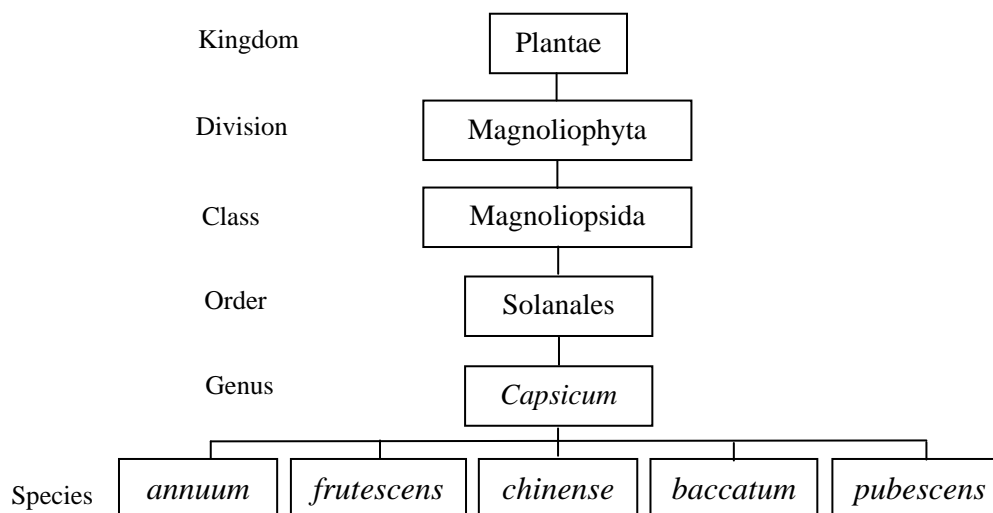 Kingdom Plantae
Division Magnoliophyta
Class Magnoliopsida
Order Solanales
Genus Capsicum
Species annuum frutescens chinense baccatum pubescens